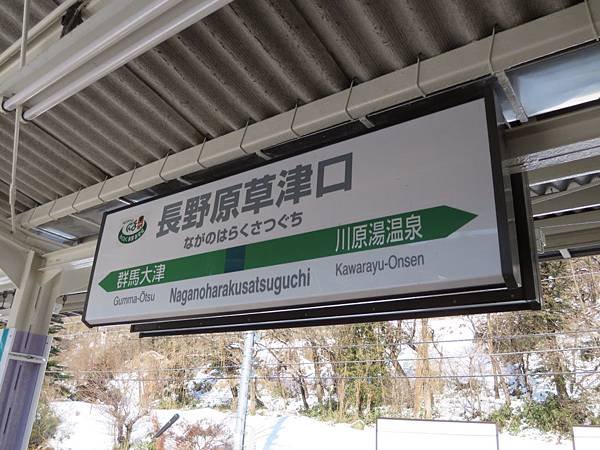 長野原草津口
ながのはらくさつぐち
群馬大津
川原湯温泉
Gumma-Ōtsu
Naganoharakusatsuguchi
Kawarayu-Onsen